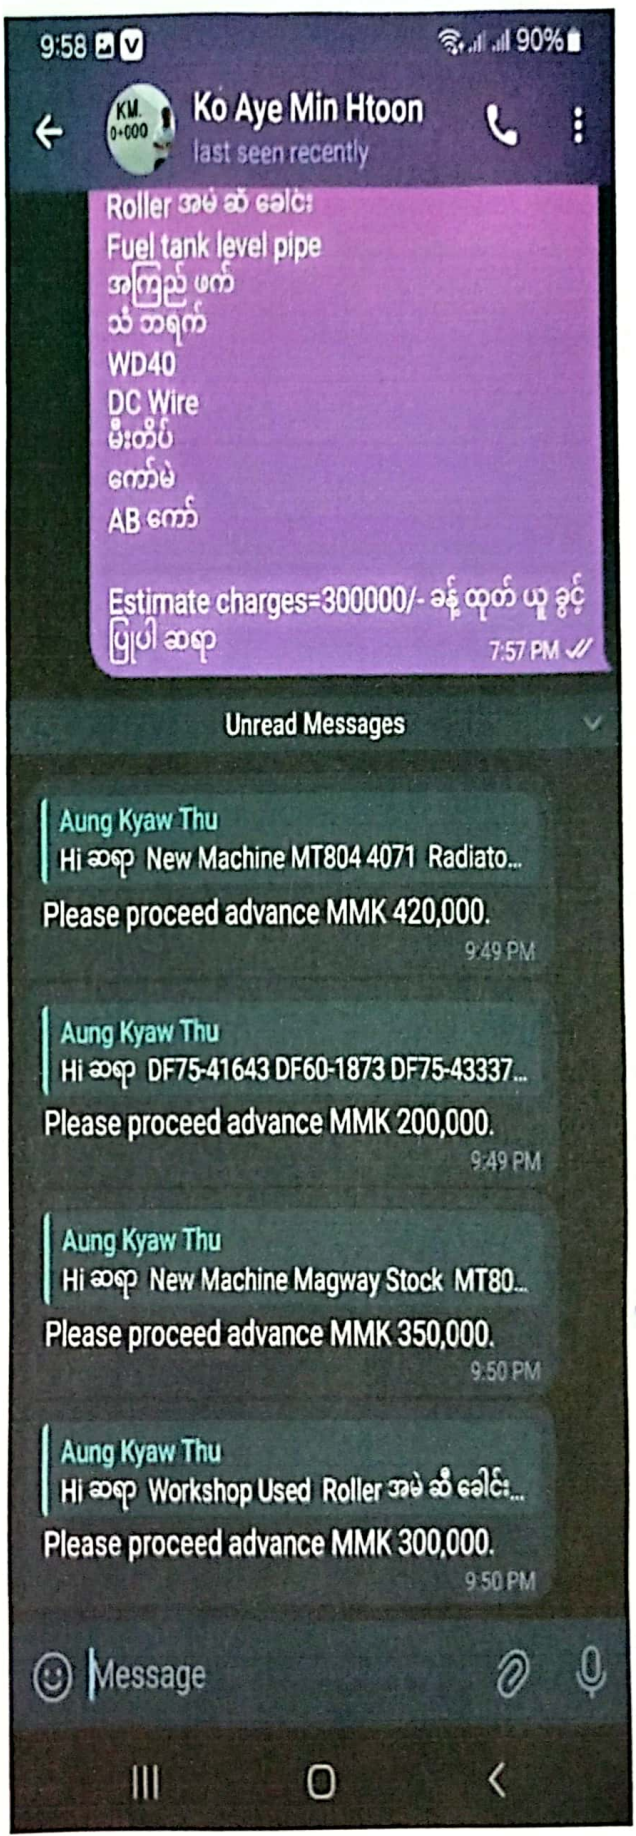 9:58
90%
KM.
0+000
Ko Aye Min Htoon
last seen recently
Roller အမဲ ဆီ ခေါင်း
Fuel tank level pipe
အကြည် ဖက်
သံ ဘရက်
WD40
DC Wire
မီးတိပ်
ကော်မဲ
AB ကော်
Estimate charges=300000/- ခန့် ထုတ် ယူ ခွင့်
ပြုပါ ဆရာ
7:57 PM
Unread Messages
Aung Kyaw Thu
Hi ဆရာ New Machine MT804 4071 Radiato...
Please proceed advance MMK 420,000.
9:49 PM
Aung Kyaw Thu
Hi ဆရာ DF75-41643 DF60-1873 DF75-43337...
Please proceed advance MMK 200,000.
9:49 PM
Aung Kyaw Thu
Hi ဆရာ New Machine Magway Stock MT80...
Please proceed advance MMK 350,000.
9:50 PM
Aung Kyaw Thu
Hi ဆရာ Workshop Used Roller အမဲ ဆီ ခေါင်း...
Please proceed advance MMK 300,000.
9:50 PM
Message